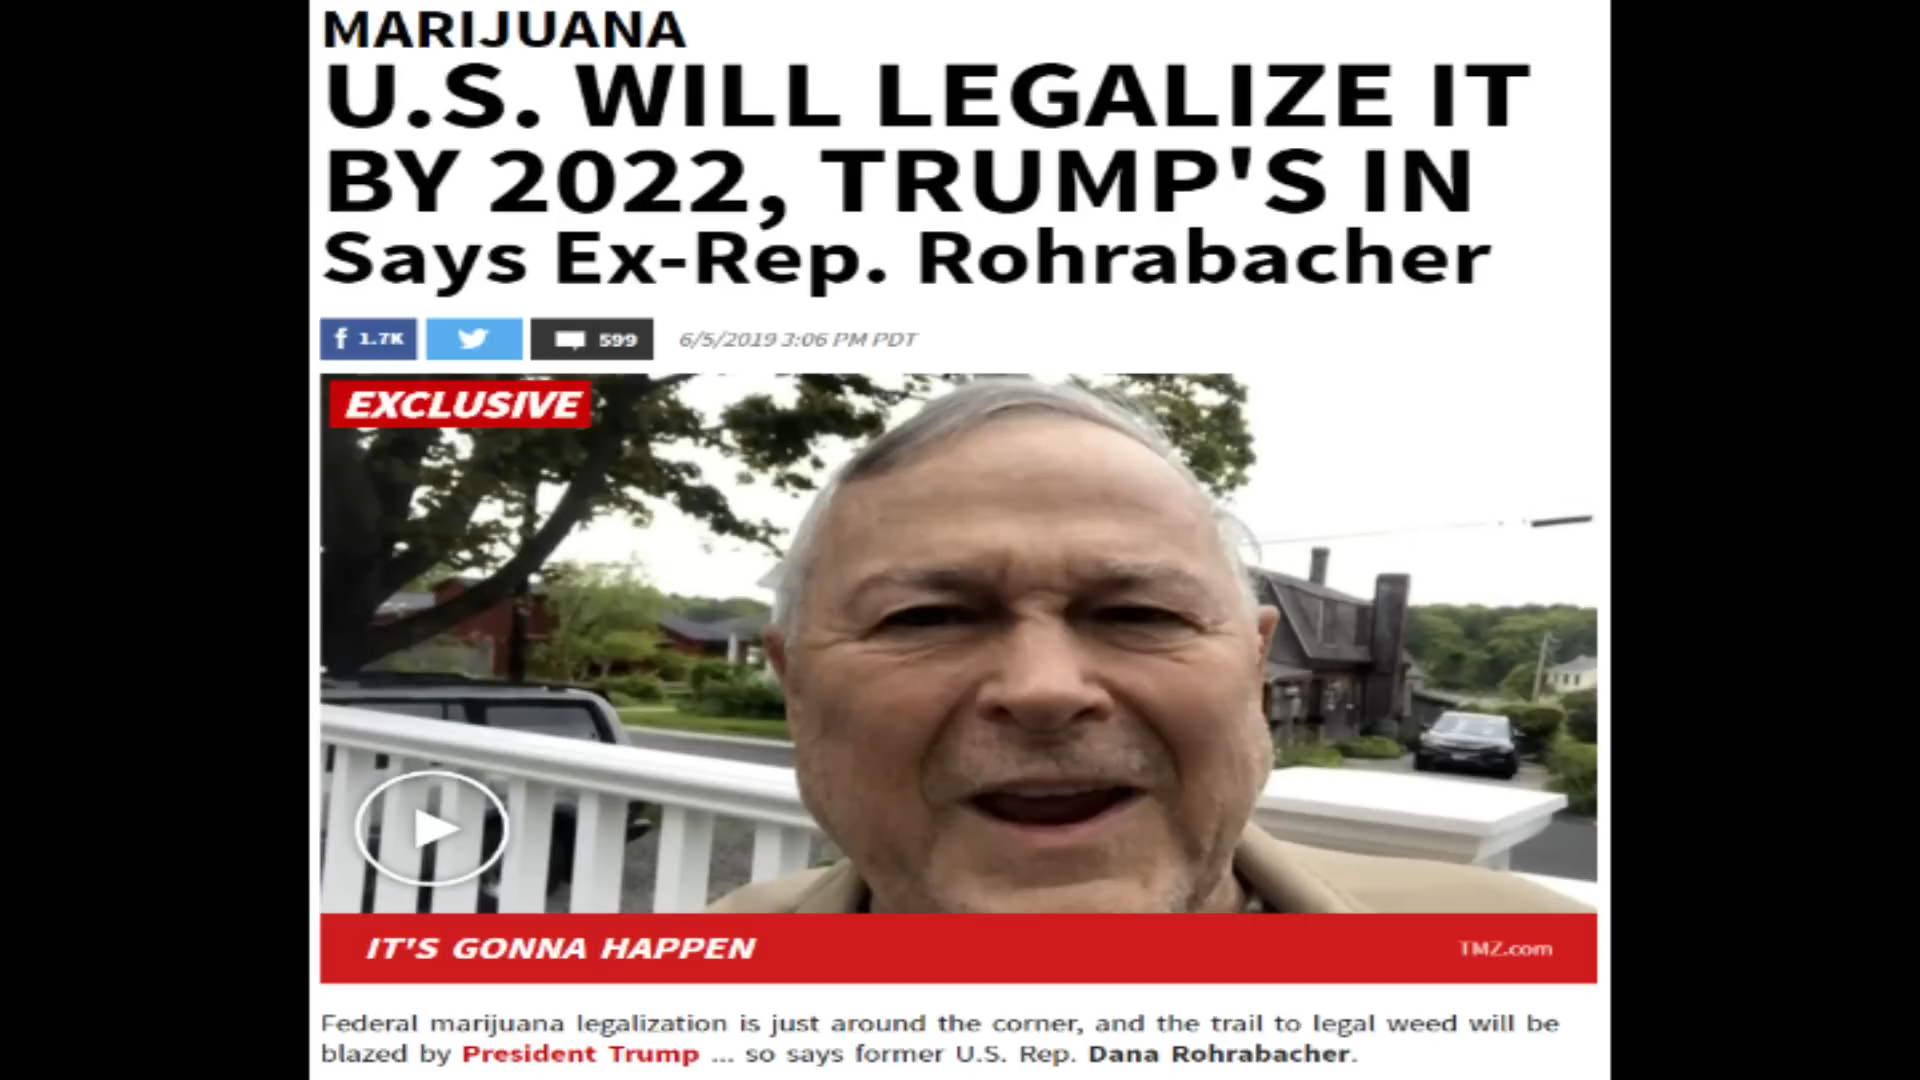 MARIJUANA
U.S. WILL LEGALIZE IT
BY 2022, TRUMP'S IN
Says Ex-Rep. Rohrabacher
f 1.7K 599 6/5/2019 3:06 PM PDT
EXCLUSIVE
IT'S GONNA HAPPEN TMZ.com
Federal marijuana legalization is just around the corner, and the trail to legal weed will be
blazed by President Trump ... so says former U.S. Rep. Dana Rohrabacher.